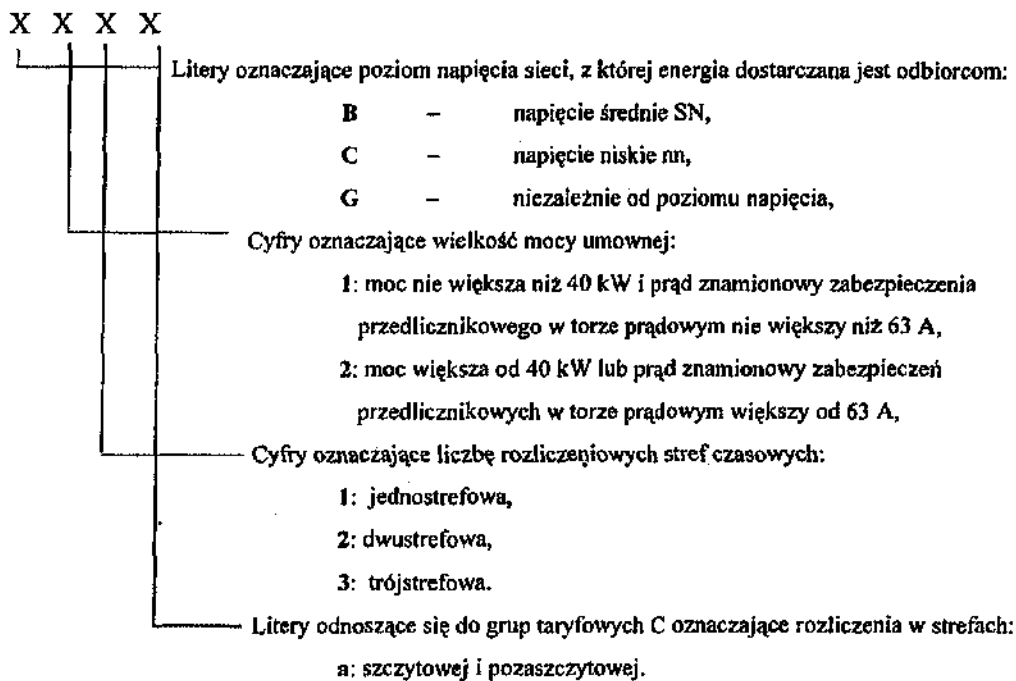 X X X X
Litery oznaczające poziom napięcia sieci, z której energia dostarczana jest odbiorcom:
B – napięcie średnie SN,
C – napięcie niskie nn,
G – niezależnie od poziomu napięcia,
Cyfry oznaczające wielkość mocy umownej:
1: moc nie większa niż 40 kW i prąd znamionowy zabezpieczenia
przedlicznikowego w torze prądowym nie większy niż 63 A,
2: moc większa od 40 kW lub prąd znamionowy zabezpieczeń
przedlicznikowych w torze prądowym większy od 63 A,
Cyfry oznaczające liczbę rozliczeniowych stref czasowych:
1: jednostrefowa,
2: dwustrefowa,
3: trójstrefowa.
Litery odnoszące się do grup taryfowych C oznaczające rozliczenia w strefach:
a: szczytowej i pozaszczytowej.